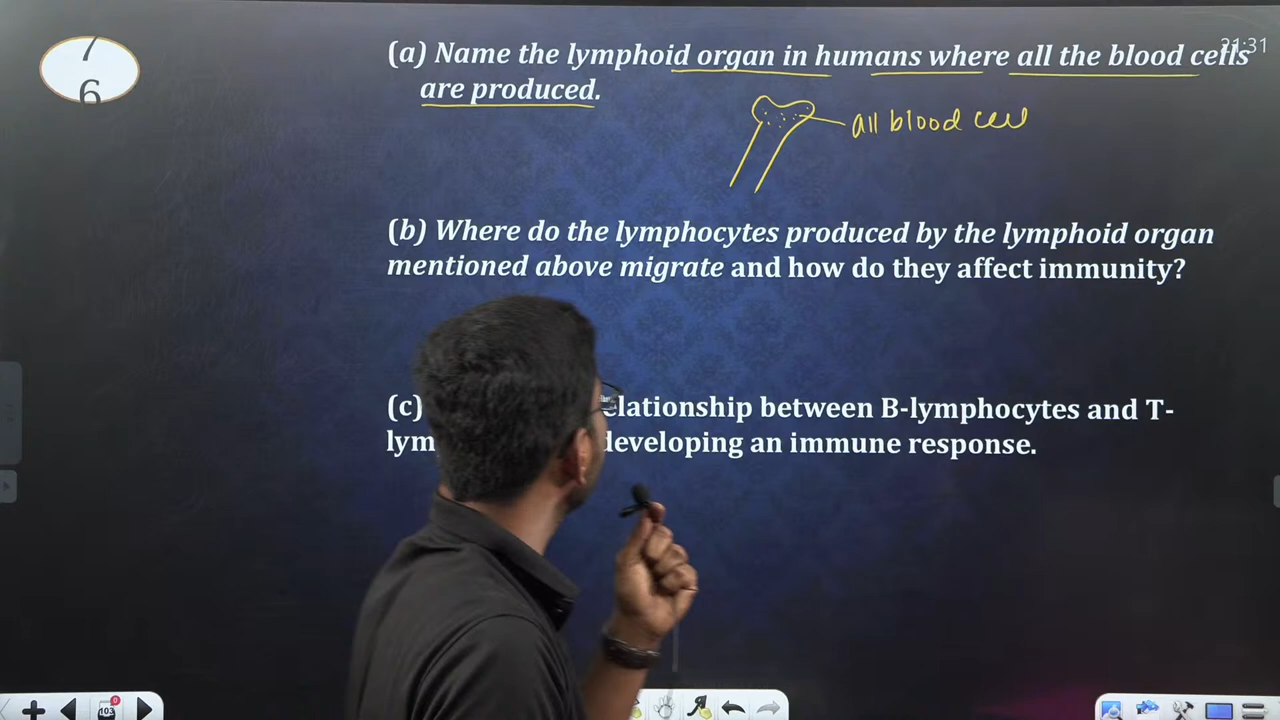 7
6
21:31
(a) Name the lymphoid organ in humans where all the blood cells
are produced.
all blood cell
(b) Where do the lymphocytes produced by the lymphoid organ
mentioned above migrate and how do they affect immunity?
(c) elationship between B-lymphocytes and T-
lym developing an immune response.
103
0